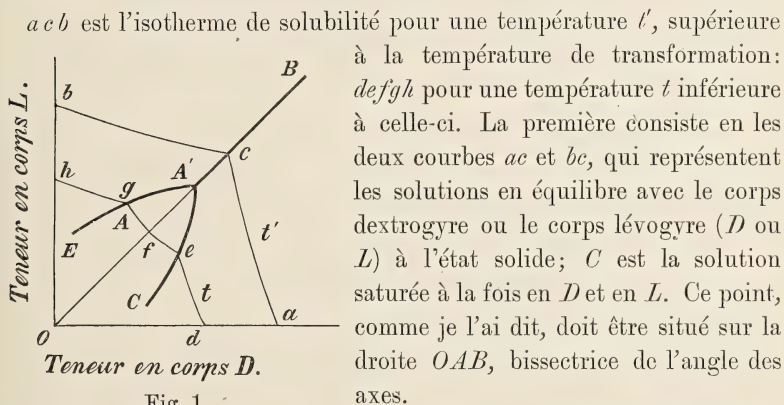 acb est l'isotherme de solubilité pour une température t', supérieure
à la température de transformation:
defgh pour une température t inférieure
à celle-ci. La première consiste en les
deux courbes ac et bc, qui représentent
les solutions en équilibre avec le corps
dextrogyre ou le corps lévogyre (D ou
L) à l'état solide; C est la solution
saturée à la fois en D et en L. Ce point,
comme je l'ai dit, doit être situé sur la
droite OAB, bissectrice de l'angle des
axes.
Teneur en corps L.
b
B
h
A'
c
g
A
E
f
e
t'
C
t
a
O
d
Teneur en corps D.
Fig. 1.